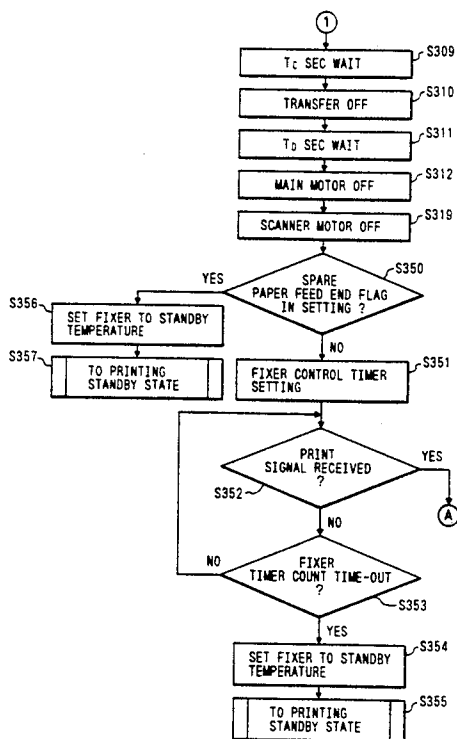 1
Tc SEC WAIT
S309
TRANSFER OFF
S310
TD SEC WAIT
S311
MAIN MOTOR OFF
S312
SCANNER MOTOR OFF
S319
S350
YES
SPARE
PAPER FEED END FLAG
IN SETTING ?
S356
SET FIXER TO STANDBY
TEMPERATURE
NO
S357
TO PRINTING
STANDBY STATE
FIXER CONTROL TIMER
SETTING
S351
PRINT
SIGNAL RECEIVED
?
YES
S352
A
NO
NO
FIXER
TIMER COUNT TIME-OUT
?
S353
YES
S354
SET FIXER TO STANDBY
TEMPERATURE
S355
TO PRINTING
STANDBY STATE